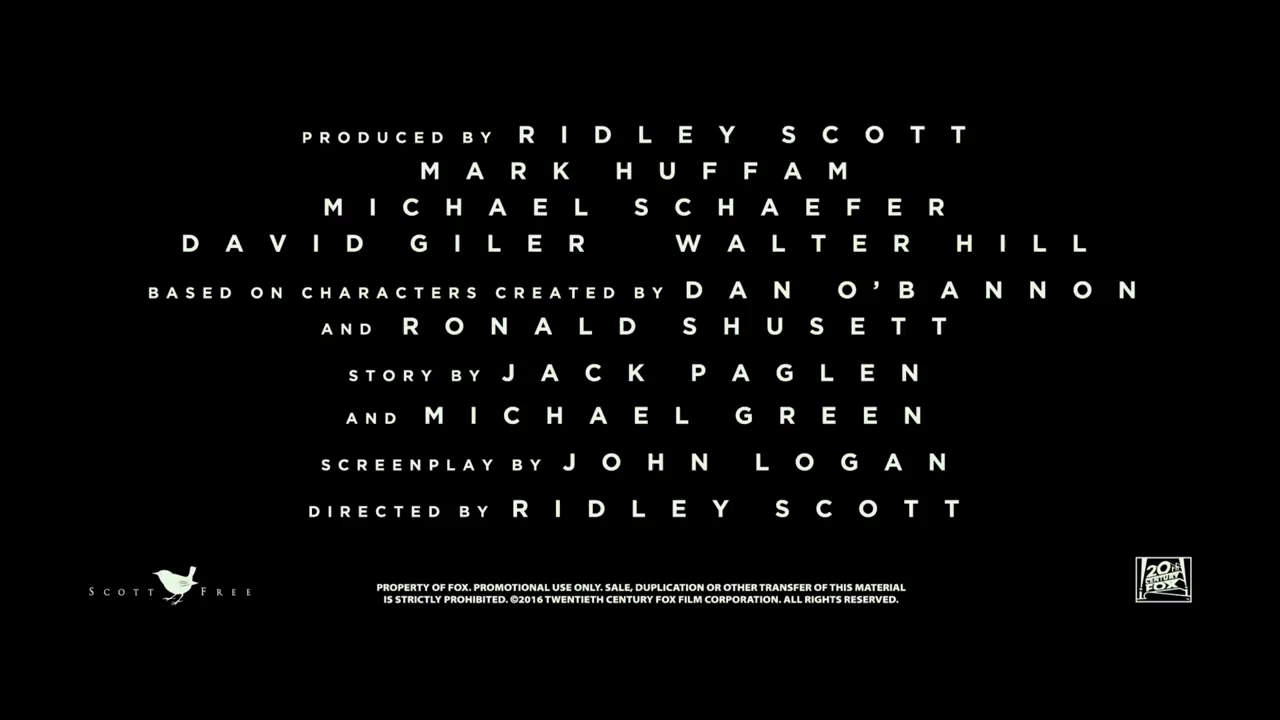 PRODUCED BY RIDLEY SCOTT
MARK HUFFAM
MICHAEL SCHAEFER
DAVID GILER WALTER HILL
BASED ON CHARACTERS CREATED BY DAN O'BANNON
AND RONALD SHUSETT
STORY BY JACK PAGLEN
AND MICHAEL GREEN
SCREENPLAY BY JOHN LOGAN
DIRECTED BY RIDLEY SCOTT
SCOTT FREE
PROPERTY OF FOX. PROMOTIONAL USE ONLY. SALE, DUPLICATION OR OTHER TRANSFER OF THIS MATERIAL
IS STRICTLY PROHIBITED. ©2016 TWENTIETH CENTURY FOX FILM CORPORATION. ALL RIGHTS RESERVED.
20th
CENTURY
FOX